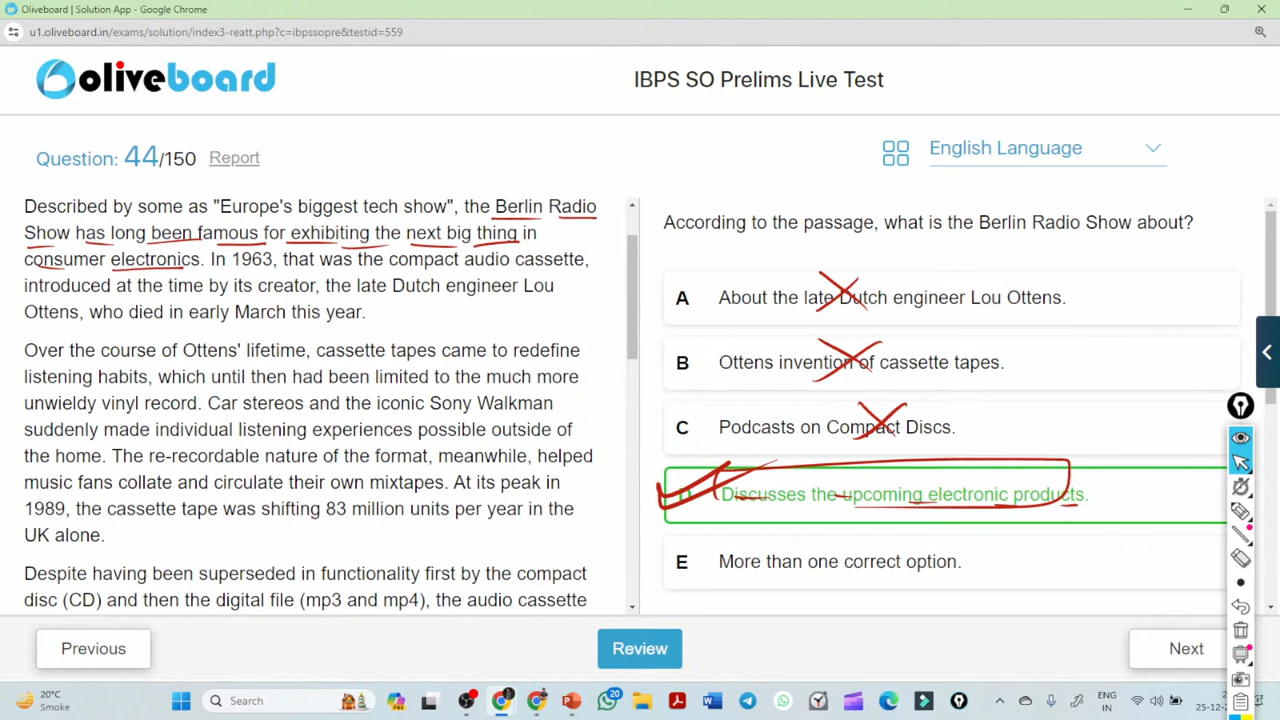 Oliveboard | Solution App - Google Chrome
u1.oliveboard.in/exams/solution/index3-reatt.php?c=ibpssopre&testid=559
oliveboard
IBPS SO Prelims Live Test
Question: 44/150 Report
English Language
Described by some as "Europe's biggest tech show", the Berlin Radio
Show has long been famous for exhibiting the next big thing in
consumer electronics. In 1963, that was the compact audio cassette,
introduced at the time by its creator, the late Dutch engineer Lou
Ottens, who died in early March this year.
Over the course of Ottens' lifetime, cassette tapes came to redefine
listening habits, which until then had been limited to the much more
unwieldy vinyl record. Car stereos and the iconic Sony Walkman
suddenly made individual listening experiences possible outside of
the home. The re-recordable nature of the format, meanwhile, helped
music fans collate and circulate their own mixtapes. At its peak in
1989, the cassette tape was shifting 83 million units per year in the
UK alone.
Despite having been superseded in functionality first by the compact
disc (CD) and then the digital file (mp3 and mp4), the audio cassette
According to the passage, what is the Berlin Radio Show about?
A About the late Dutch engineer Lou Ottens.
B Ottens invention of cassette tapes.
C Podcasts on Compact Discs.
D Discusses the upcoming electronic products.
E More than one correct option.
Previous
Review
Next
20°C
Smoke
Search
20
ENG
IN
25-12-2